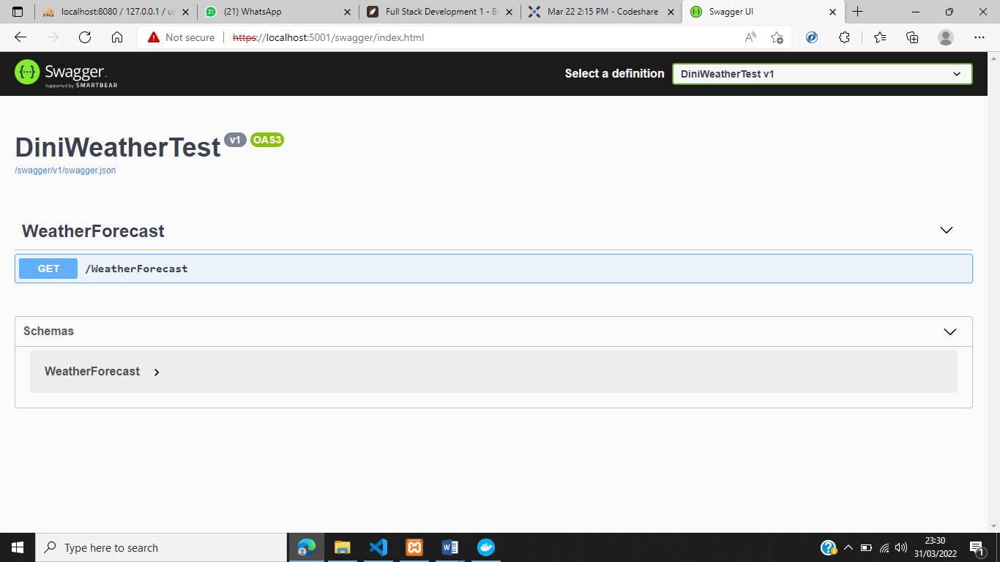 localhost:8080 / 127.0.0.1 / ur
(21) WhatsApp
Full Stack Development 1 - B
Mar 22 2:15 PM - Codeshare
Swagger UI
Not secure
https://localhost:5001/swagger/index.html
Swagger.
Supported by SMARTBEAR
Select a definition
DiniWeatherTest v1
DiniWeatherTest v1 OAS3
/swagger/v1/swagger.json
WeatherForecast
GET /WeatherForecast
Schemas
WeatherForecast
Type here to search
23:30
31/03/2022
1